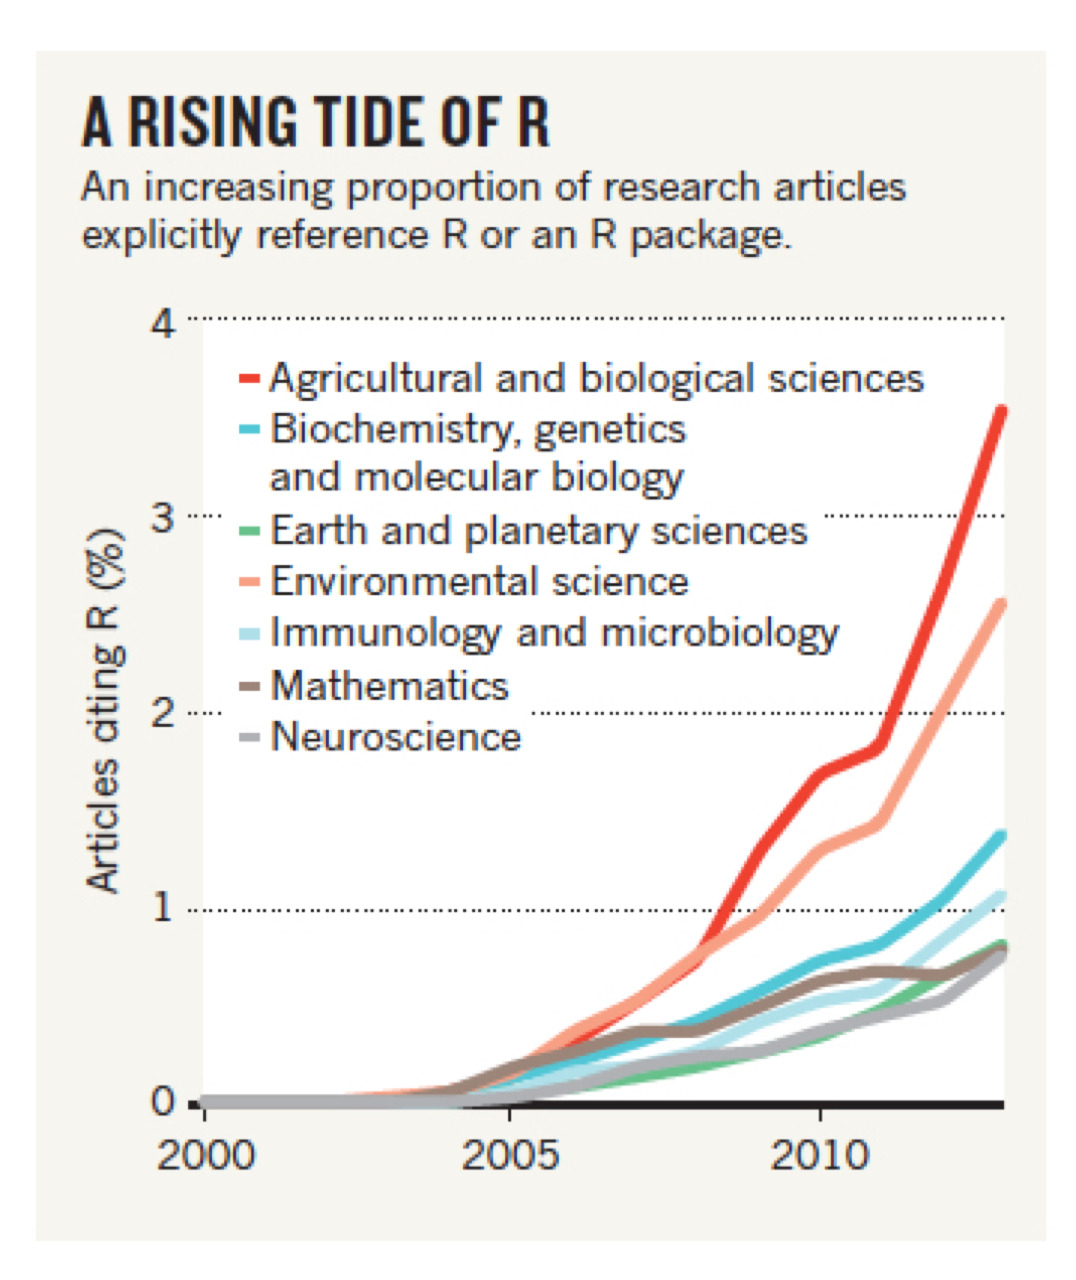 A RISING TIDE OF R
An increasing proportion of research articles
explicitly reference R or an R package.
4
Agricultural and biological sciences
Biochemistry, genetics
and molecular biology
3
Earth and planetary sciences
Environmental science
Immunology and microbiology
Mathematics
2
Neuroscience
Articles citing R (%)
1
0
2000
2005
2010